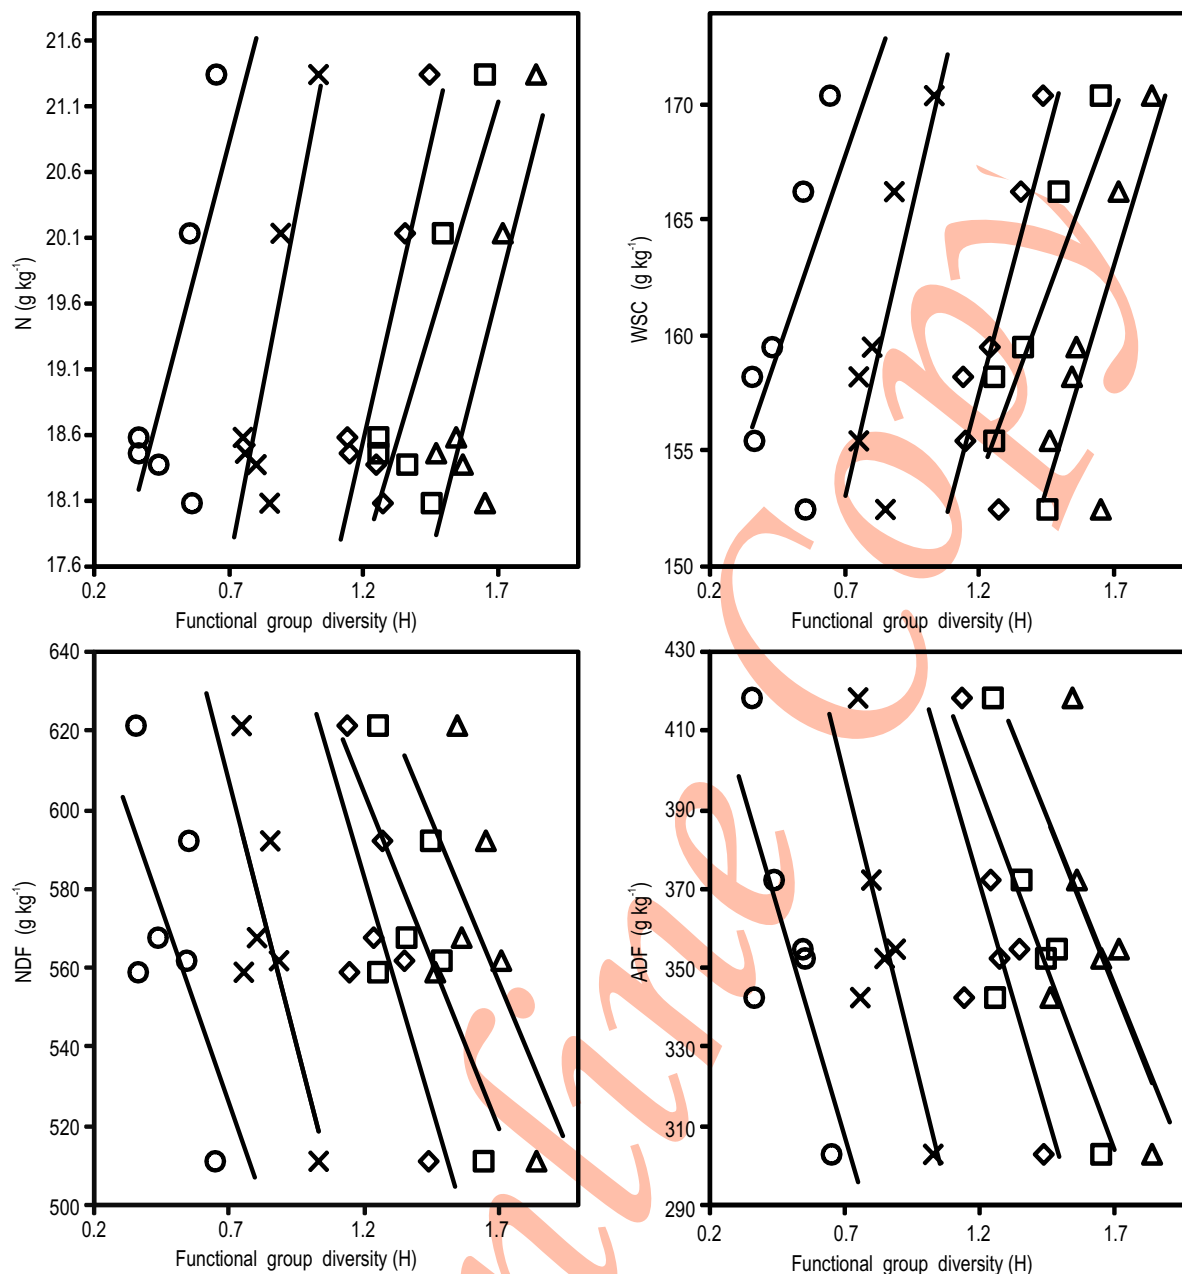 21.6
21.1
20.6
20.1
19.6
19.1
18.6
18.1
17.6
N (g kg⁻¹)
0.2 0.7 1.2 1.7
Functional group diversity (H)
170
165
160
155
150
WSC (g kg⁻¹)
0.2 0.7 1.2 1.7
Functional group diversity (H)
640
620
600
580
560
540
520
500
NDF (g kg⁻¹)
0.2 0.7 1.2 1.7
Functional group diversity (H)
430
410
390
370
350
330
310
290
ADF (g kg⁻¹)
0.2 0.7 1.2 1.7
Functional group diversity (H)
Copy